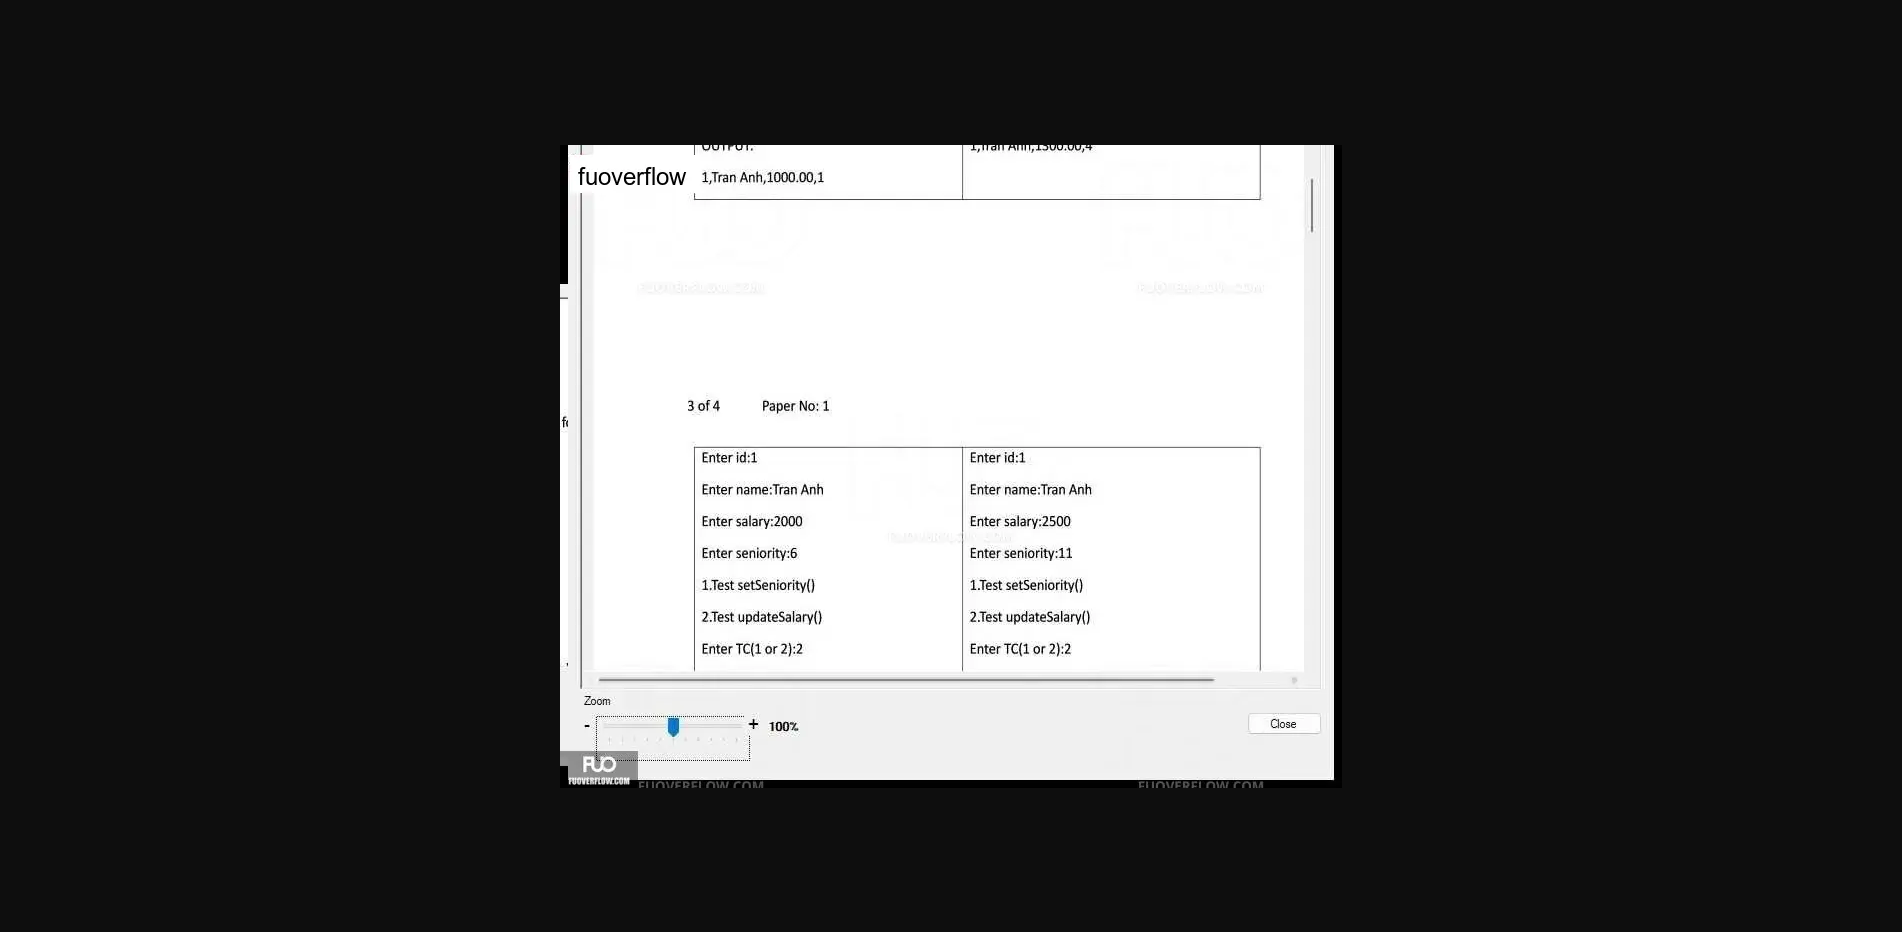 OUTPUT:
1,Tran Anh,1300.00,4
fuoverflow
1,Tran Anh,1000.00,1
FUOVERFLOW.COM
FUOVERFLOW.COM
3 of 4 Paper No: 1
Enter id:1
Enter name:Tran Anh
Enter salary:2000
Enter seniority:6
1.Test setSeniority()
2.Test updateSalary()
Enter TC(1 or 2):2
Enter id:1
Enter name:Tran Anh
Enter salary:2500
Enter seniority:11
1.Test setSeniority()
2.Test updateSalary()
Enter TC(1 or 2):2
FUOVERFLOW.COM
Zoom
- + 100%
Close
FUO
FUOVERFLOW.COM
FUOVERFLOW.COM
FUOVERFLOW.COM